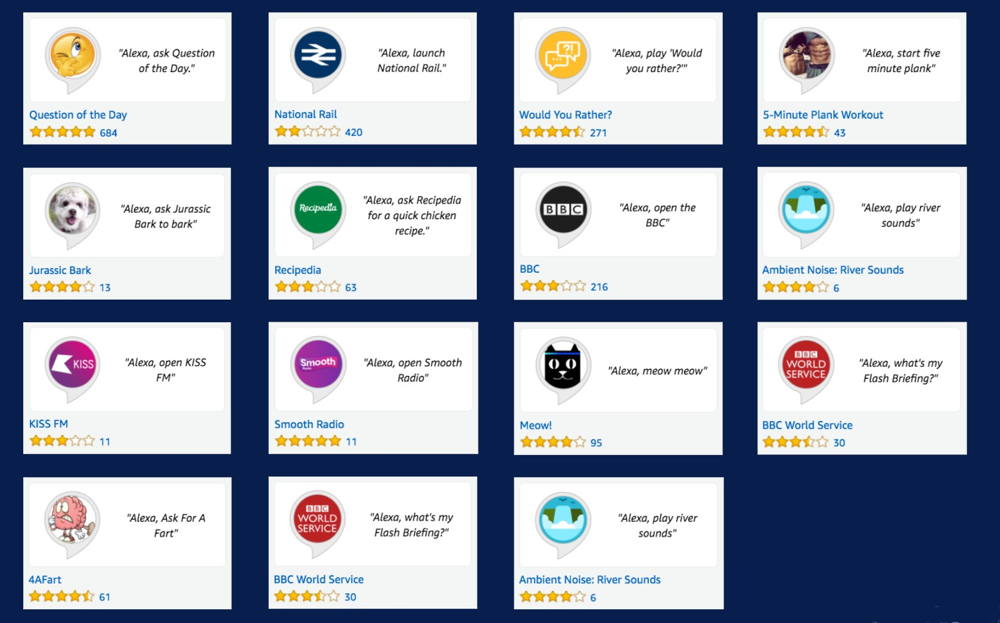 "Alexa, ask Question
of the Day."
Question of the Day
684
"Alexa, launch
National Rail."
National Rail
420
?!
"Alexa, play 'Would
you rather?'"
Would You Rather?
271
"Alexa, start five
minute plank"
5-Minute Plank Workout
43
"Alexa, ask Jurassic
Bark to bark"
Jurassic Bark
13
Recipedia
"Alexa, ask Recipedia
for a quick chicken
recipe."
Recipedia
63
BBC
"Alexa, open the
BBC"
BBC
216
"Alexa, play river
sounds"
Ambient Noise: River Sounds
6
KISS
"Alexa, open KISS
FM"
KISS FM
11
Smooth
Radio
"Alexa, open Smooth
Radio"
Smooth Radio
11
"Alexa, meow meow"
Meow!
95
BBC
WORLD
SERVICE
"Alexa, what's my
Flash Briefing?"
BBC World Service
30
"Alexa, Ask For A
Fart"
4AFart
61
BBC
WORLD
SERVICE
"Alexa, what's my
Flash Briefing?"
BBC World Service
30
"Alexa, play river
sounds"
Ambient Noise: River Sounds
6